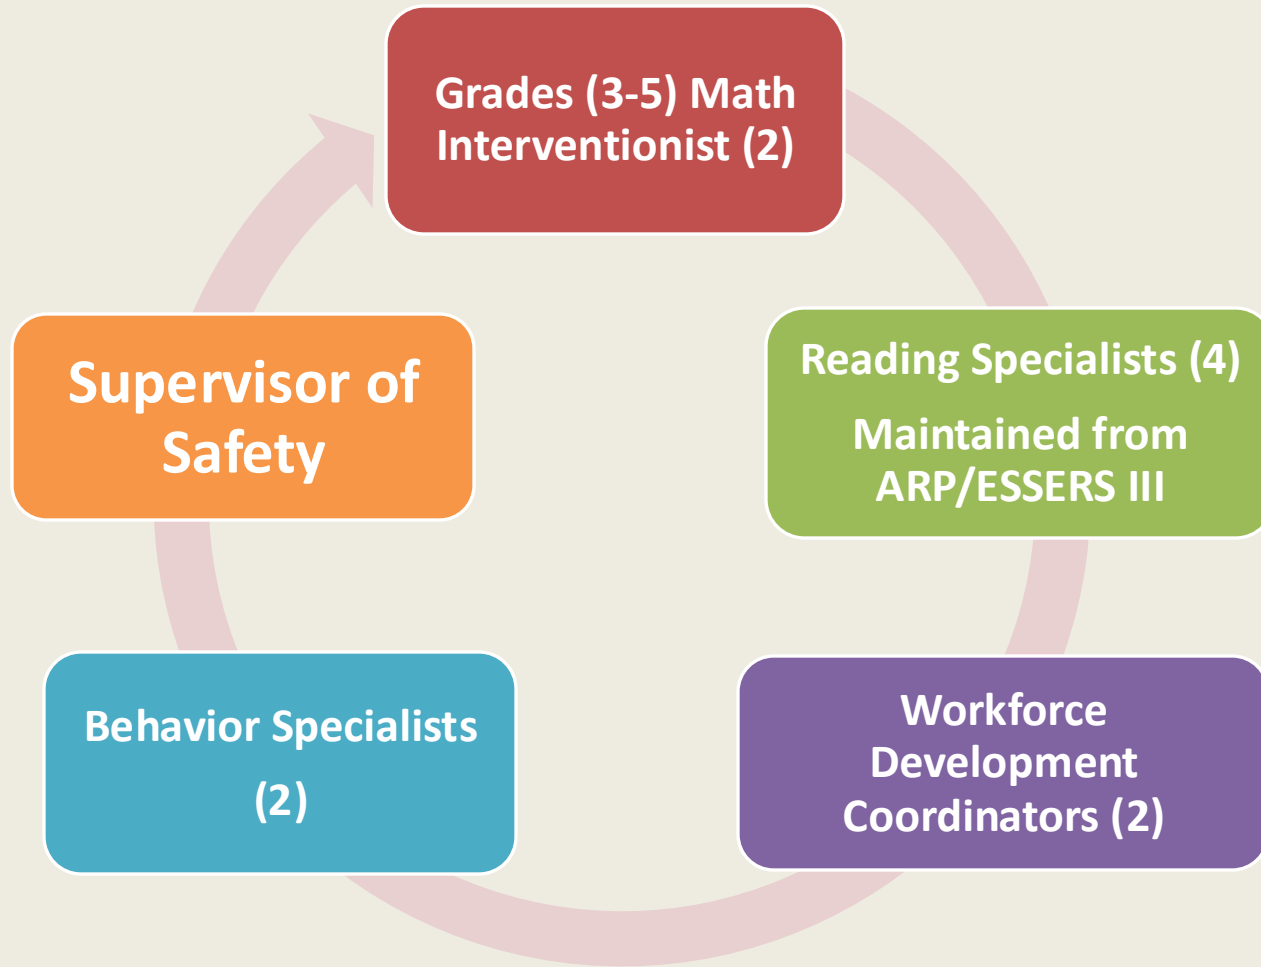 Grades (3-5) Math
Interventionist (2)
Reading Specialists (4)
Maintained from
ARP/ESSERS III
Workforce
Development
Coordinators (2)
Behavior Specialists
(2)
Supervisor of
Safety